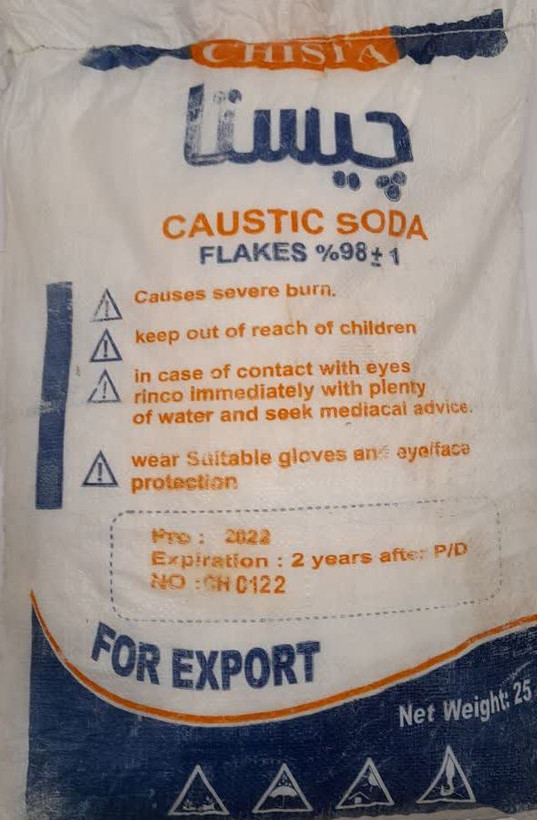 CHISTA
چیستا
CAUSTIC SODA
FLAKES %98±1
Causes severe burn.
keep out of reach of children
in case of contact with eyes
rinco immediately with plenty
of water and seek mediacal advice.
wear Suitable gloves and eye/face
protection
Pro : 2022
Expiration : 2 years after P/D
NO : CH 0122
FOR EXPORT
Net Weight: 25